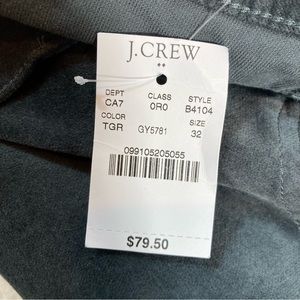 J.CREW
DEPT CLASS STYLE
CA7 0R0 B4104
COLOR SIZE
TGR GY5781 32
099105205055
$79.50